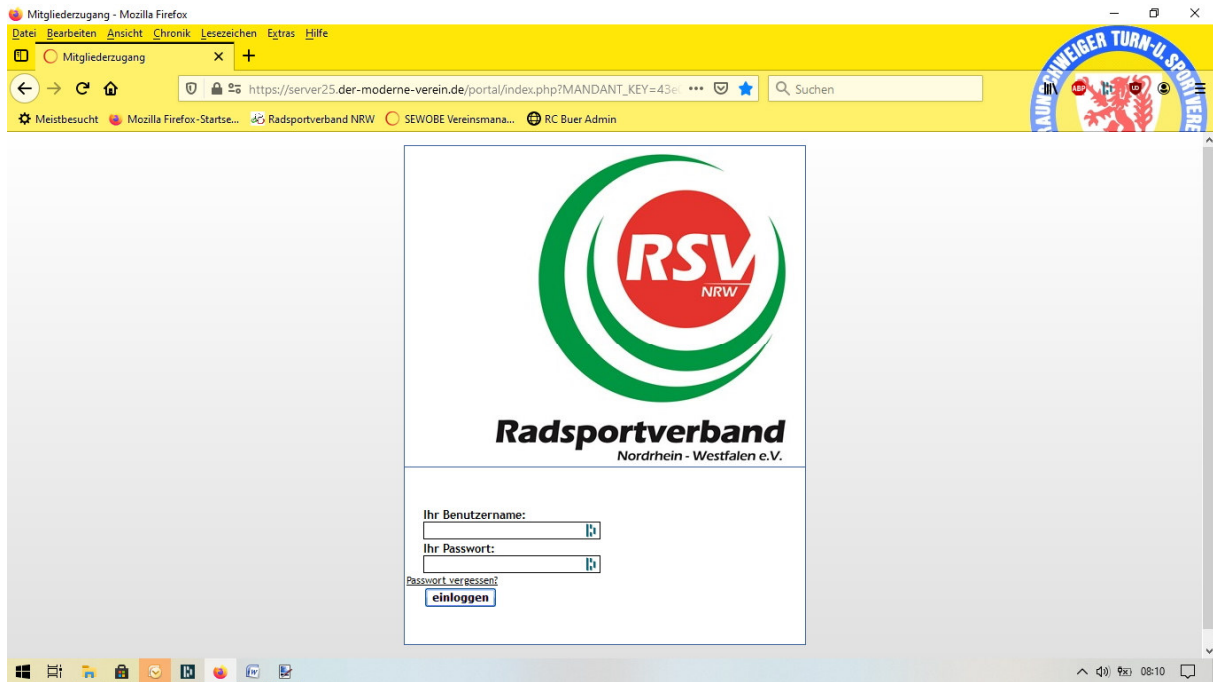 Mitgliederzugang - Mozilla Firefox
Datei Bearbeiten Ansicht Chronik Lesezeichen Extras Hilfe
Mitgliederzugang
https://server25.der-moderne-verein.de/portal/index.php?MANDANT_KEY=43e
Suchen
Meistbesucht Mozilla Firefox-Startse... Radsportverband NRW SEWOBE Vereinsmana... RC Buer Admin
RSV
NRW
Radsportverband
Nordrhein - Westfalen e.V.
Ihr Benutzername:
Ihr Passwort:
Passwort vergessen?
einloggen
08:10